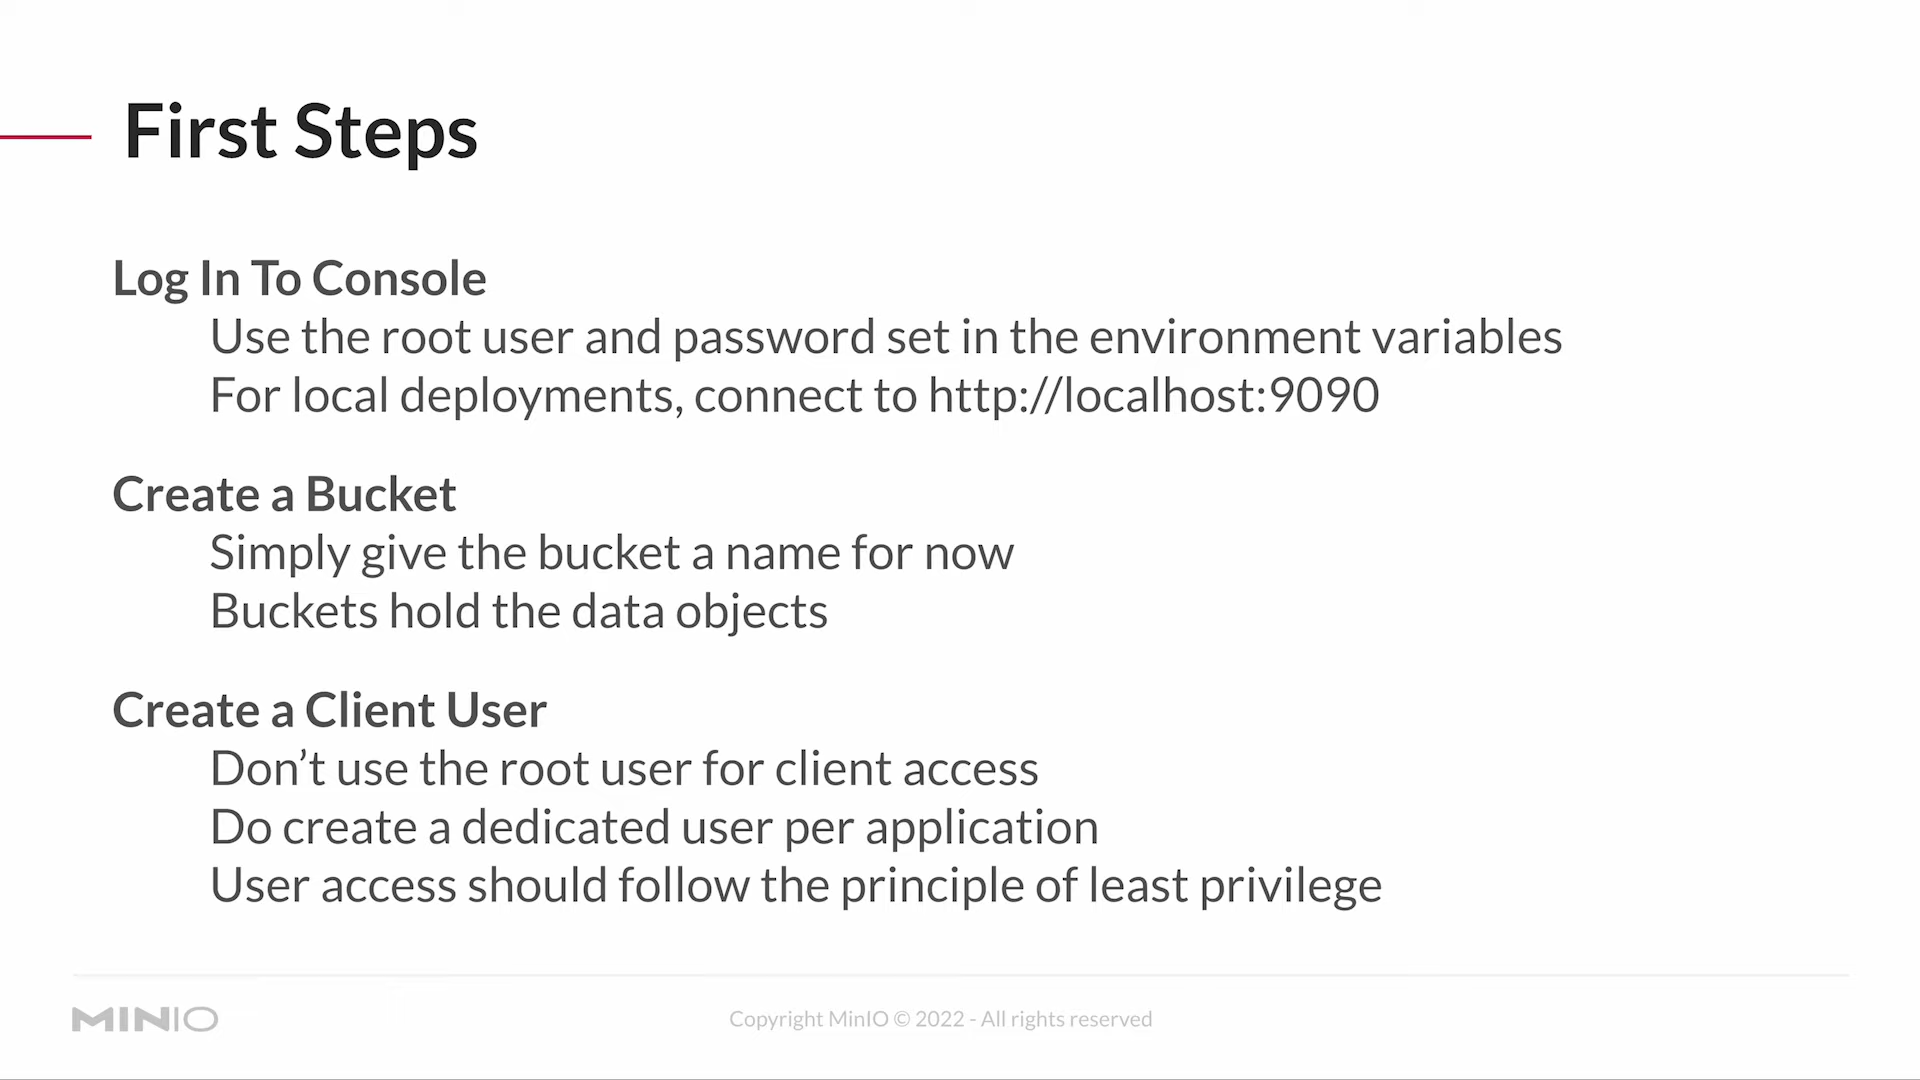 First Steps
Log In To Console
Use the root user and password set in the environment variables
For local deployments, connect to http://localhost:9090
Create a Bucket
Simply give the bucket a name for now
Buckets hold the data objects
Create a Client User
Don’t use the root user for client access
Do create a dedicated user per application
User access should follow the principle of least privilege
MINIO
Copyright MinIO © 2022 - All rights reserved